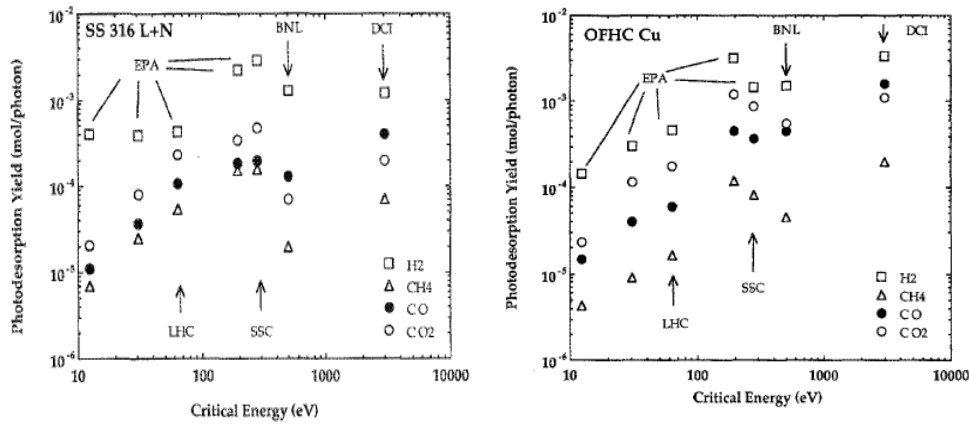 SS 316 L+N
BNL
DCI
EPA
Photodesorption Yield (mol/photon)
10-2
10-3
10-4
10-5
10-6
H2
CH4
CO
CO2
LHC
SSC
10
100
1000
10000
Critical Energy (eV)
OFHC Cu
BNL
DCI
EPA
Photodesorption Yield (mol/photon)
10-2
10-3
10-4
10-5
10-6
H2
CH4
CO
CO2
LHC
SSC
10
100
1000
10000
Critical Energy (eV)